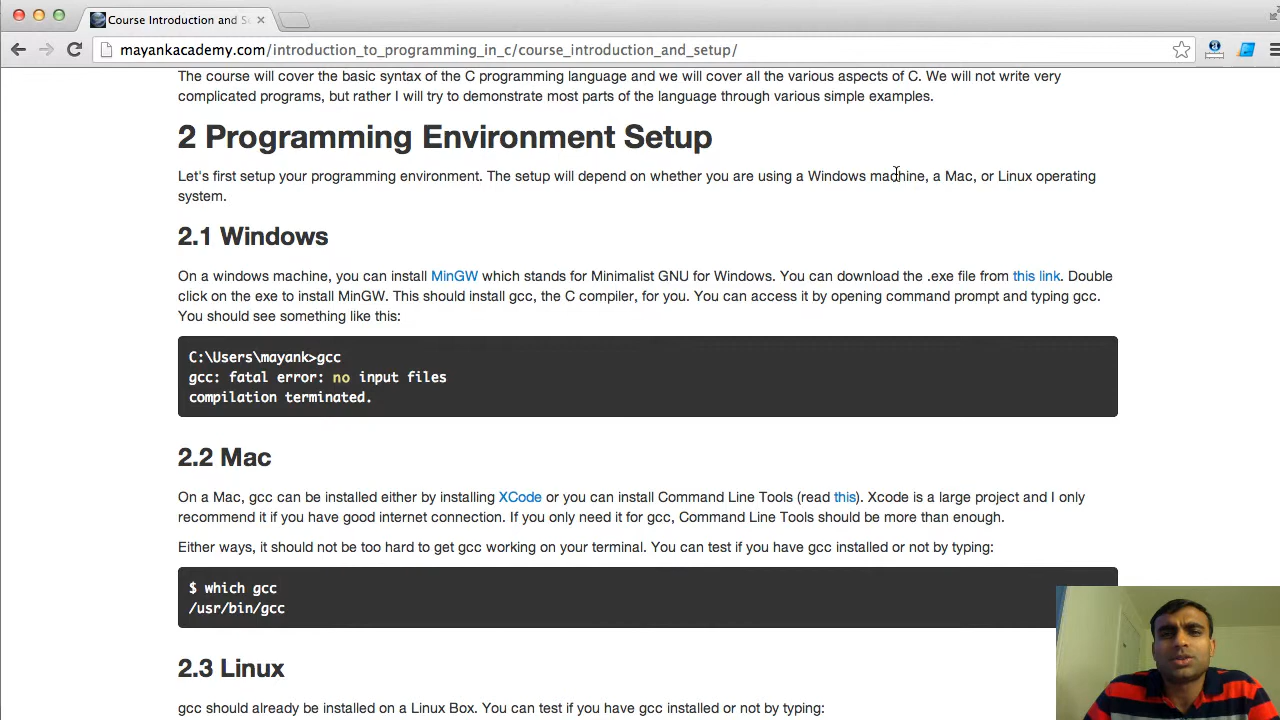 Course Introduction and Se
mayankacademy.com/introduction_to_programming_in_c/course_introduction_and_setup/
The course will cover the basic syntax of the C programming language and we will cover all the various aspects of C. We will not write very
complicated programs, but rather I will try to demonstrate most parts of the language through various simple examples.
2 Programming Environment Setup
Let's first setup your programming environment. The setup will depend on whether you are using a Windows machine, a Mac, or Linux operating
system.
2.1 Windows
On a windows machine, you can install MinGW which stands for Minimalist GNU for Windows. You can download the .exe file from this link. Double
click on the exe to install MinGW. This should install gcc, the C compiler, for you. You can access it by opening command prompt and typing gcc.
You should see something like this:
C:\Users\mayank>gcc
gcc: fatal error: no input files
compilation terminated.
2.2 Mac
On a Mac, gcc can be installed either by installing XCode or you can install Command Line Tools (read this). Xcode is a large project and I only
recommend it if you have good internet connection. If you only need it for gcc, Command Line Tools should be more than enough.
Either ways, it should not be too hard to get gcc working on your terminal. You can test if you have gcc installed or not by typing:
$ which gcc
/usr/bin/gcc
2.3 Linux
gcc should already be installed on a Linux Box. You can test if you have gcc installed or not by typing: